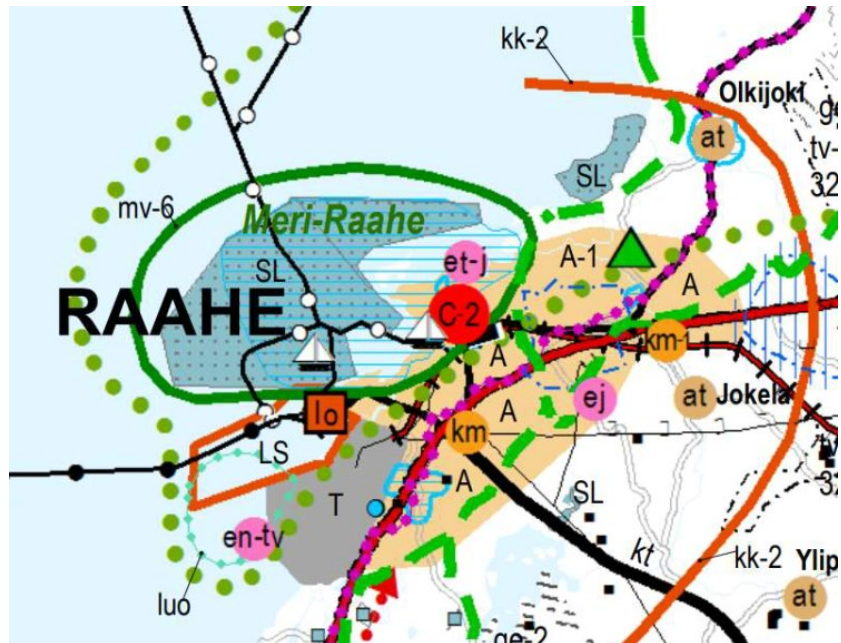 kk-2
Olkijoki
at
SL
mv-6
Meri-Raahe
SL
et-j
A-1
A
RAAHE
C-2
km-1
A
A
ej
at
Jokela
lo
km
LS
T
A
SL
en-tv
luo
kt
kk-2
Ylip
at